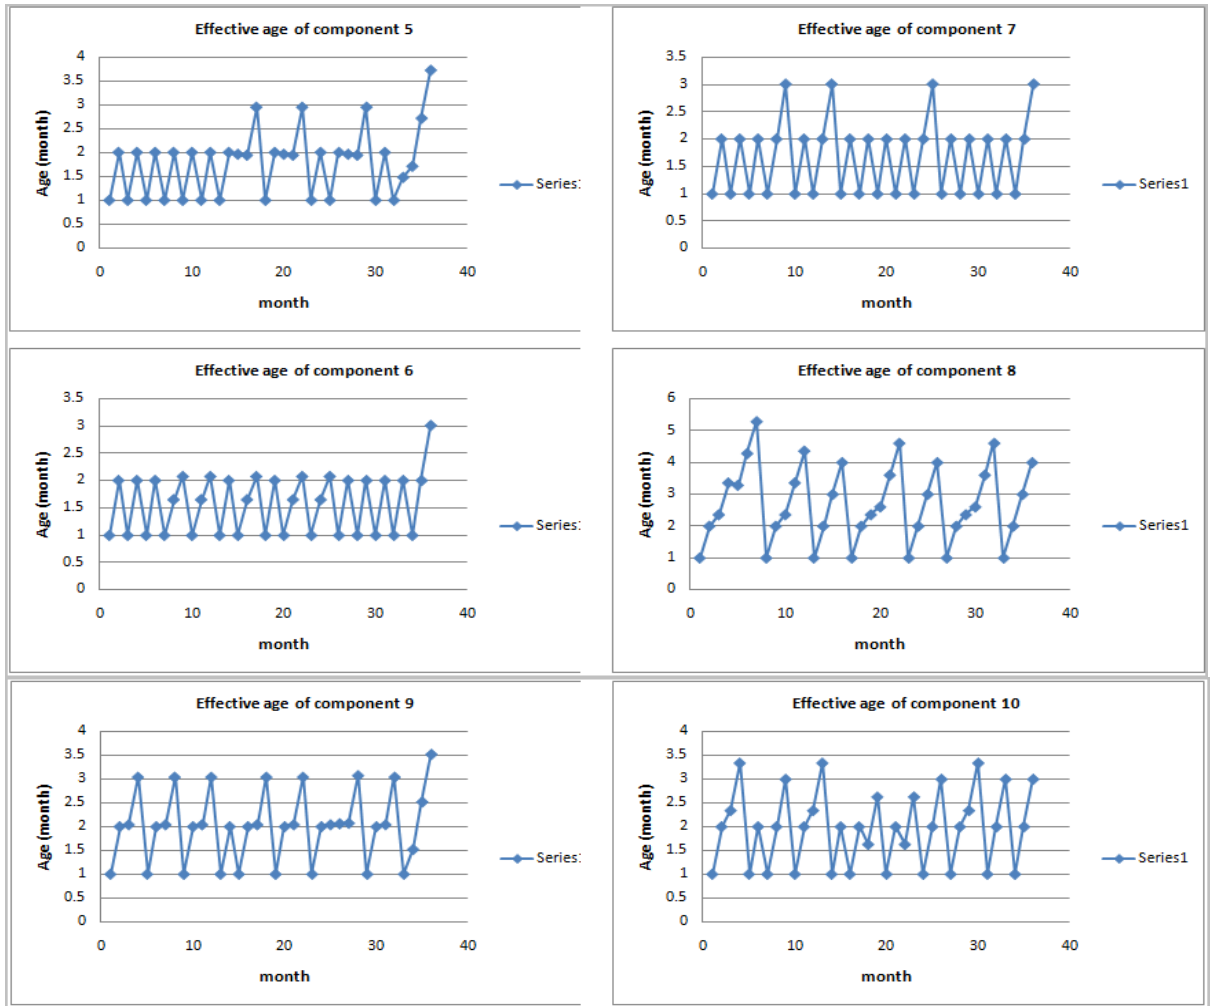 Effective age of component 5
Age (month)
4
3.5
3
2.5
2
1.5
1
0.5
0
0 10 20 30 40
month
Series:
Effective age of component 7
Age (month)
3.5
3
2.5
2
1.5
1
0.5
0
0 10 20 30 40
month
Series1
Effective age of component 6
Age (month)
3.5
3
2.5
2
1.5
1
0.5
0
0 10 20 30 40
month
Series:
Effective age of component 8
Age (month)
6
5
4
3
2
1
0
0 10 20 30 40
month
Series1
Effective age of component 9
Age (month)
4
3.5
3
2.5
2
1.5
1
0.5
0
0 10 20 30 40
month
Series:
Effective age of component 10
Age (month)
4
3.5
3
2.5
2
1.5
1
0.5
0
0 10 20 30 40
month
Series1